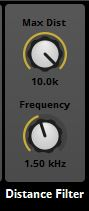 Max Dist
10.0k
Frequency
1.50 kHz
Distance Filter